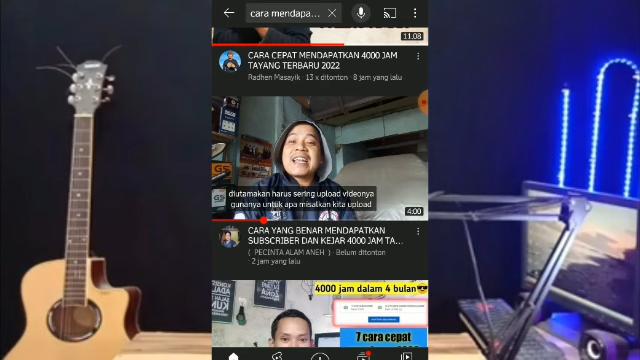 cara mendapa...
11:08
CARA CEPAT MENDAPATKAN 4000 JAM
TAYANG TERBARU 2022
Radhen Masayik · 13 x ditonton · 8 jam yang lalu
diutamakan harus sering upload videonya
gunanya untuk apa misalkan kita upload
4:00
CARA YANG BENAR MENDAPATKAN
SUBSCRIBER DAN KEJAR 4000 JAM TA...
( PECINTA ALAM ANEH ) · Belum ditonton
· 2 jam yang lalu
4000 jam dalam 4 bulan
7 cara cepat